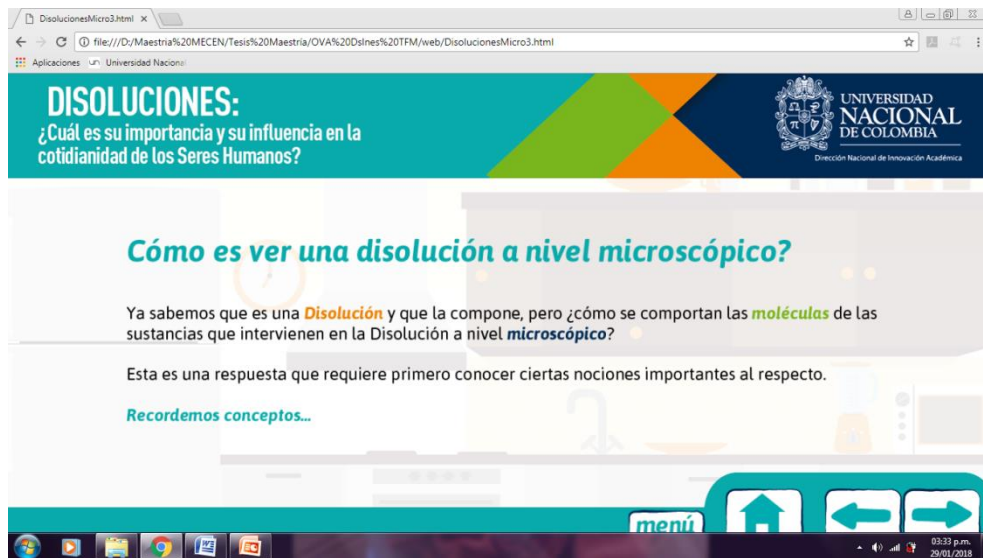 DisolucionesMicro3.html
file:///D:/Maestria%20MECEN/Tesis%20Maestria/OVA%20DsInes%20TFM/web/DisolucionesMicro3.html
Aplicaciones Universidad Nacional
DISOLUCIONES:
¿Cuál es su importancia y su influencia en la
cotidianidad de los Seres Humanos?
UNIVERSIDAD
NACIONAL
DE COLOMBIA
Dirección Nacional de Innovación Académica
Cómo es ver una disolución a nivel microscópico?
Ya sabemos que es una Disolución y que la compone, pero ¿cómo se comportan las moléculas de las
sustancias que intervienen en la Disolución a nivel microscópico?
Esta es una respuesta que requiere primero conocer ciertas nociones importantes al respecto.
Recordemos conceptos...
menú
03:33 p.m.
29/01/2018